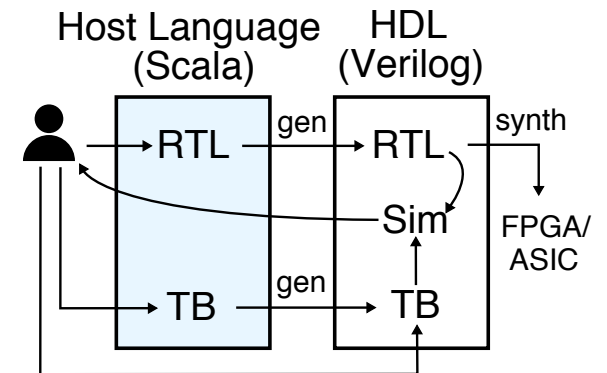 Host Language
(Scala)
HDL
(Verilog)
RTL
gen
RTL
synth
Sim
FPGA/
ASIC
TB
gen
TB